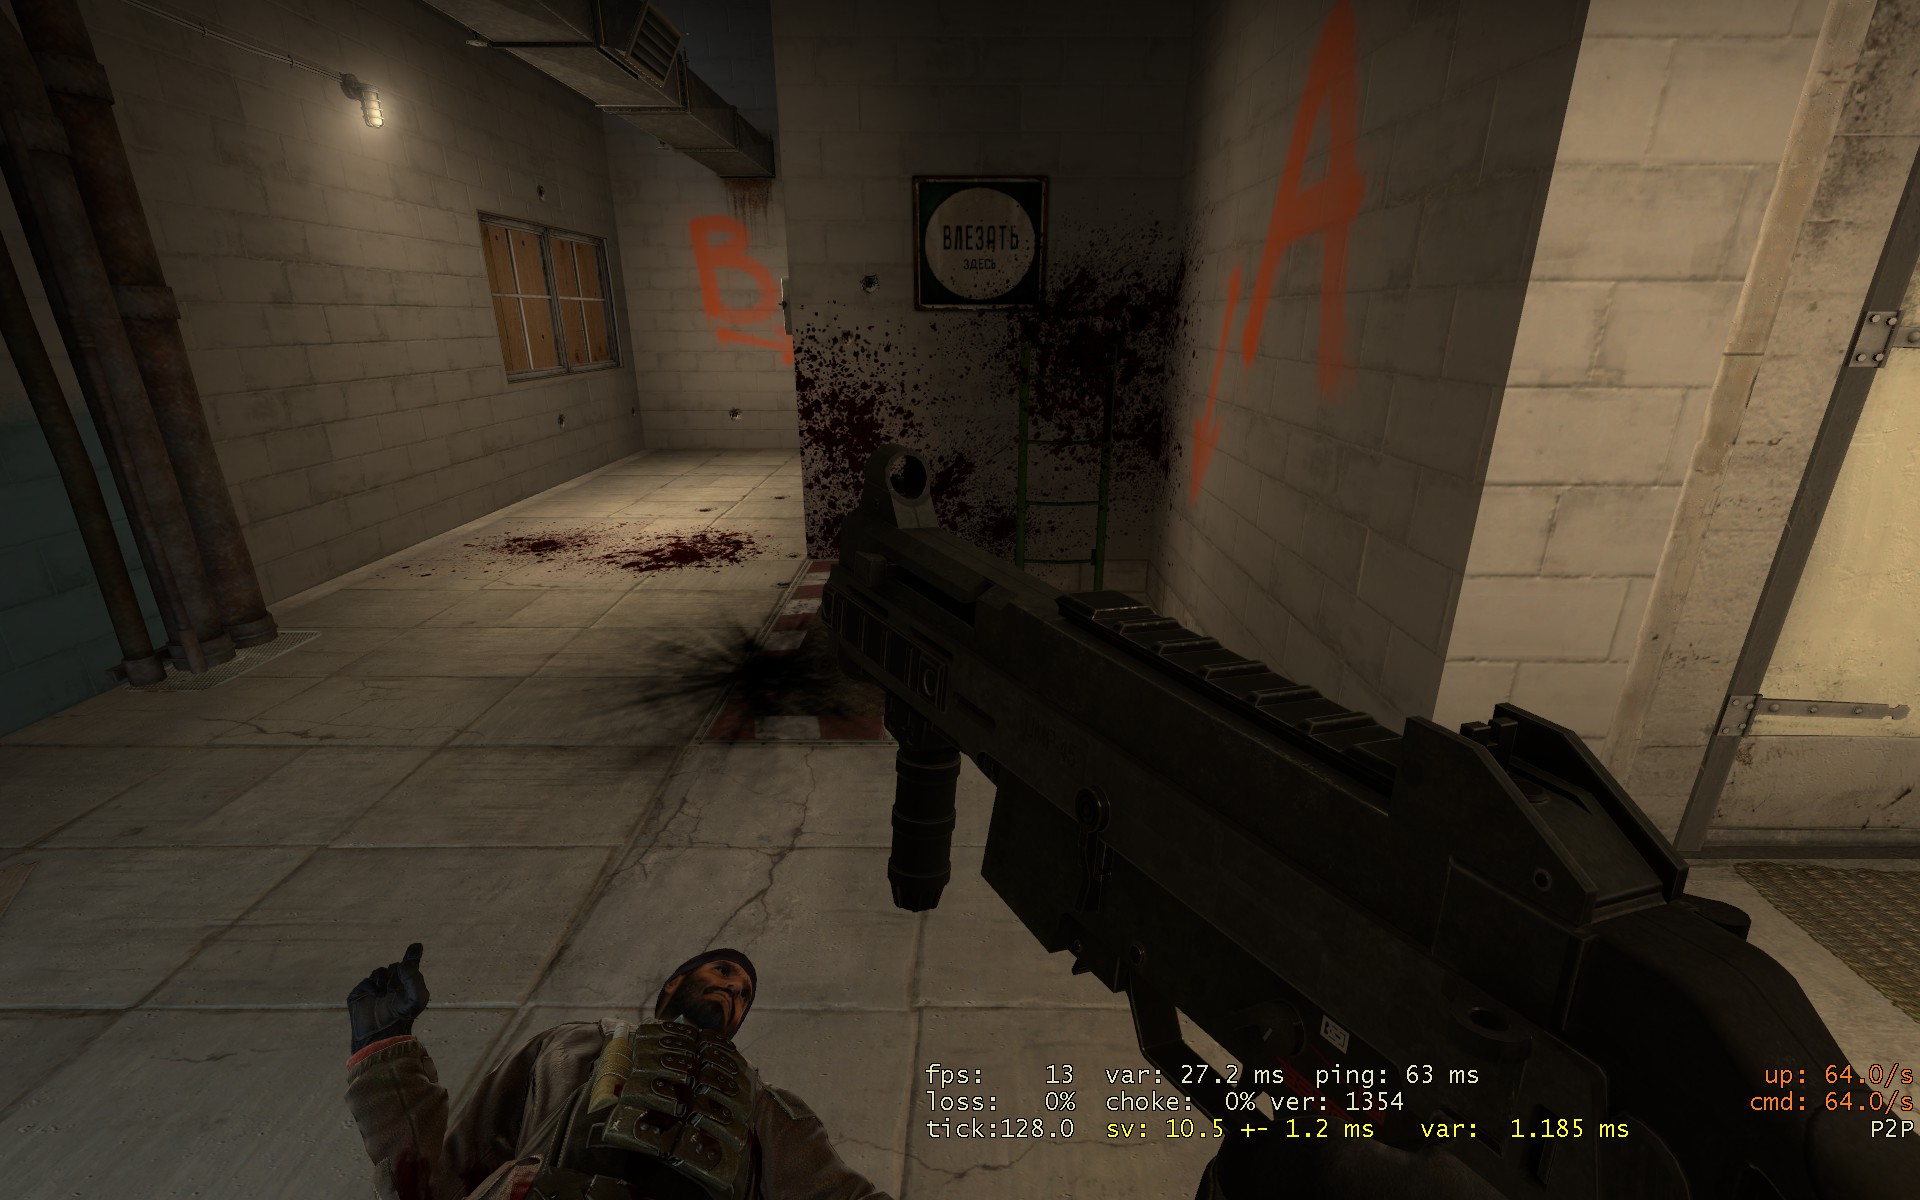 A
B
ВЛЕЗАТЬ
ЗДЕСЬ
fps: 13 var: 27.2 ms ping: 63 ms
loss: 0% choke: 0% ver: 1354
tick:128.0 sv: 10.5 +- 1.2 ms var: 1.185 ms
up: 64.0/s
cmd: 64.0/s
P2P